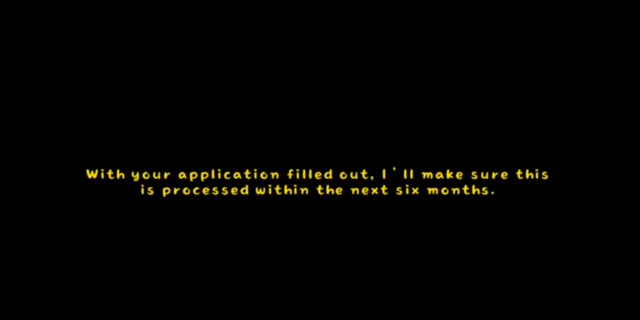 With your application filled out, I'll make sure this
is processed within the next six months.